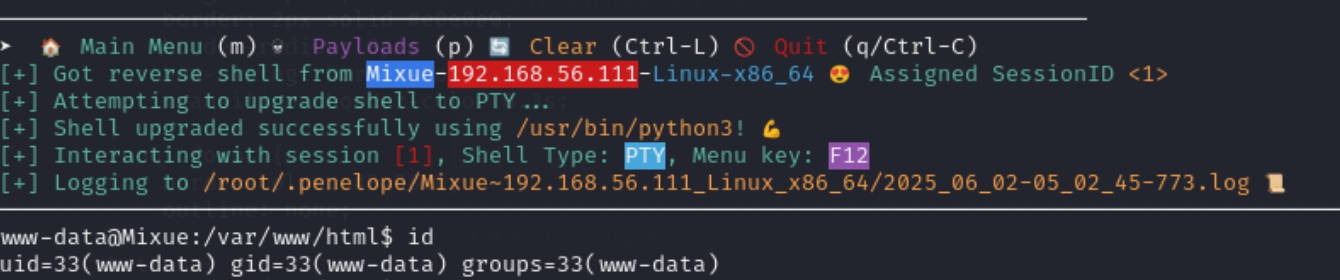 ➤ 🏠 Main Menu (m) 💀 Payloads (p) 🔄 Clear (Ctrl-L) 🚫 Quit (q/Ctrl-C)
[+] Got reverse shell from Mixue-192.168.56.111-Linux-x86_64 😍 Assigned SessionID <1>
[+] Attempting to upgrade shell to PTY...
[+] Shell upgraded successfully using /usr/bin/python3! 💪
[+] Interacting with session [1], Shell Type: PTY, Menu key: F12
[+] Logging to /root/.penelope/Mixue~192.168.56.111_Linux_x86_64/2025_06_02-05_02_45-773.log 📜
www-data@Mixue:/var/www/html$ id
uid=33(www-data) gid=33(www-data) groups=33(www-data)